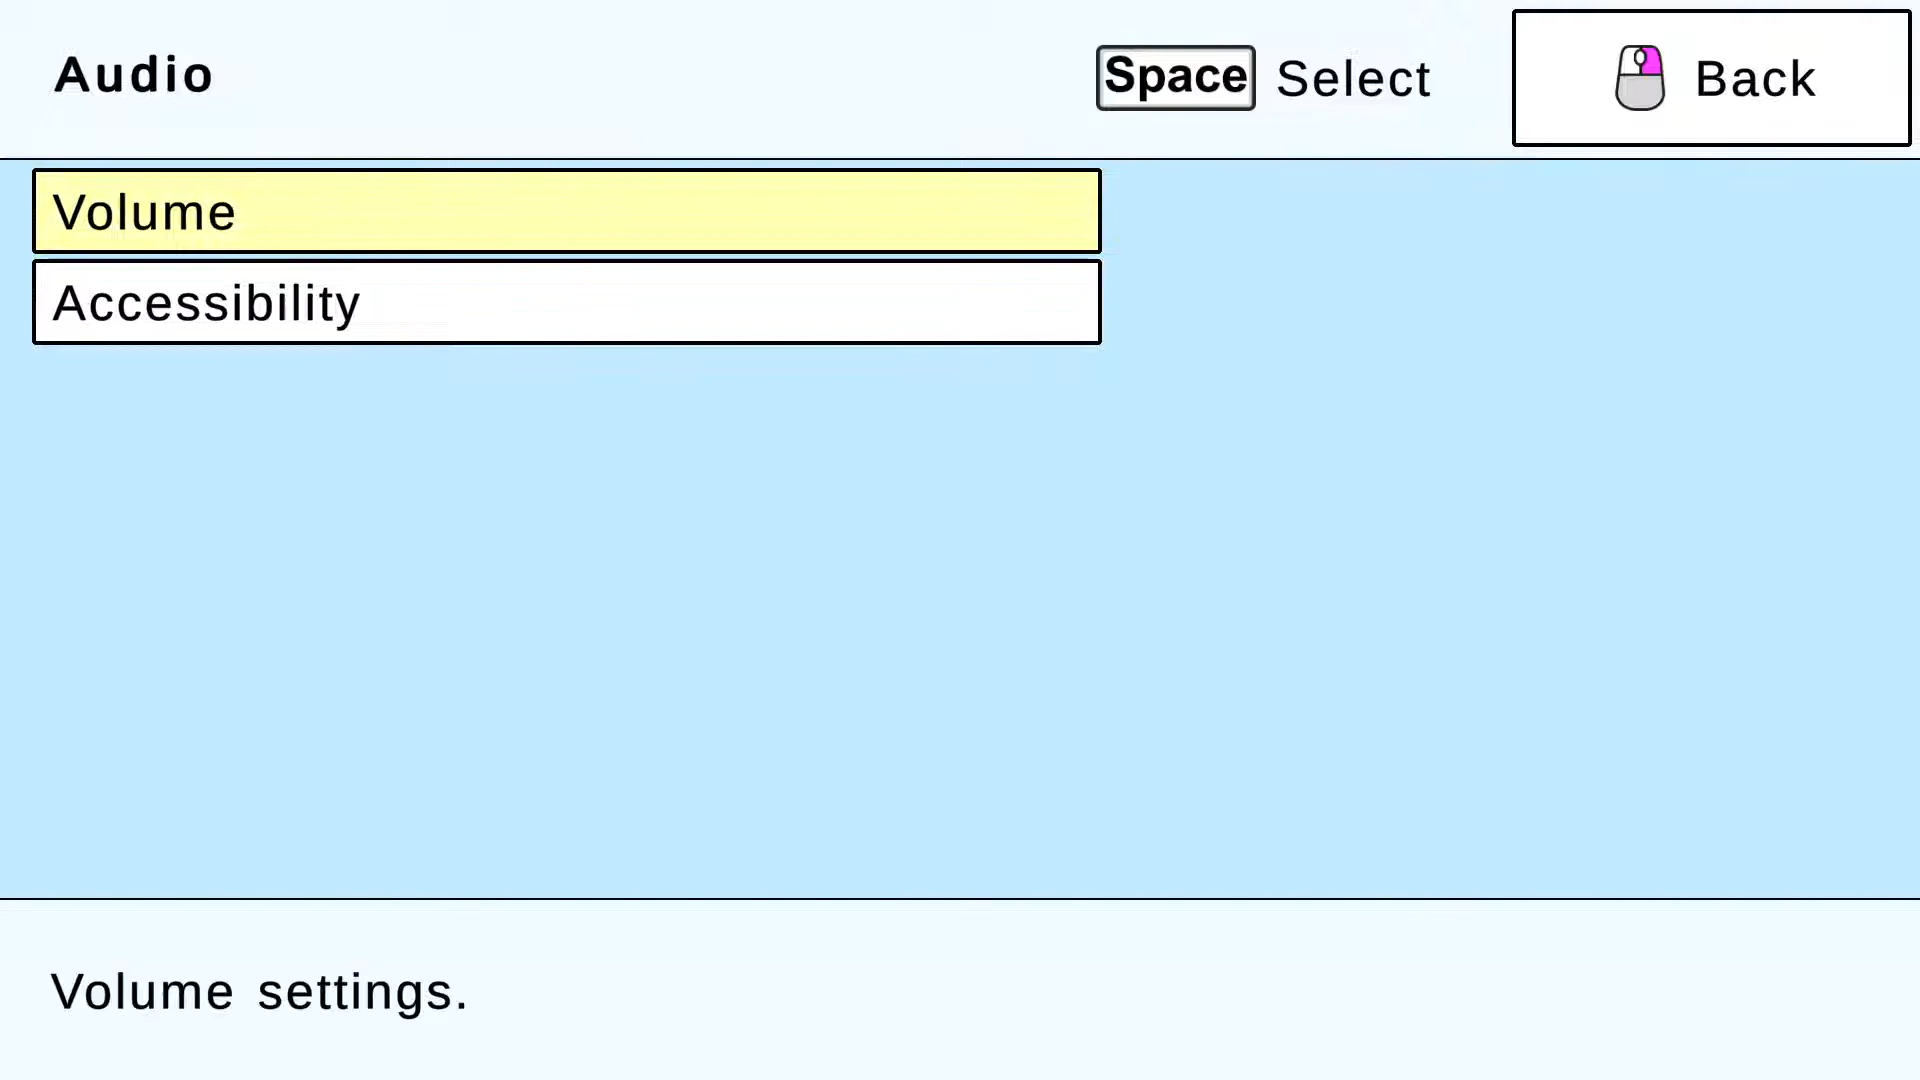 Audio
Space Select
Back
Volume
Accessibility
Volume settings.